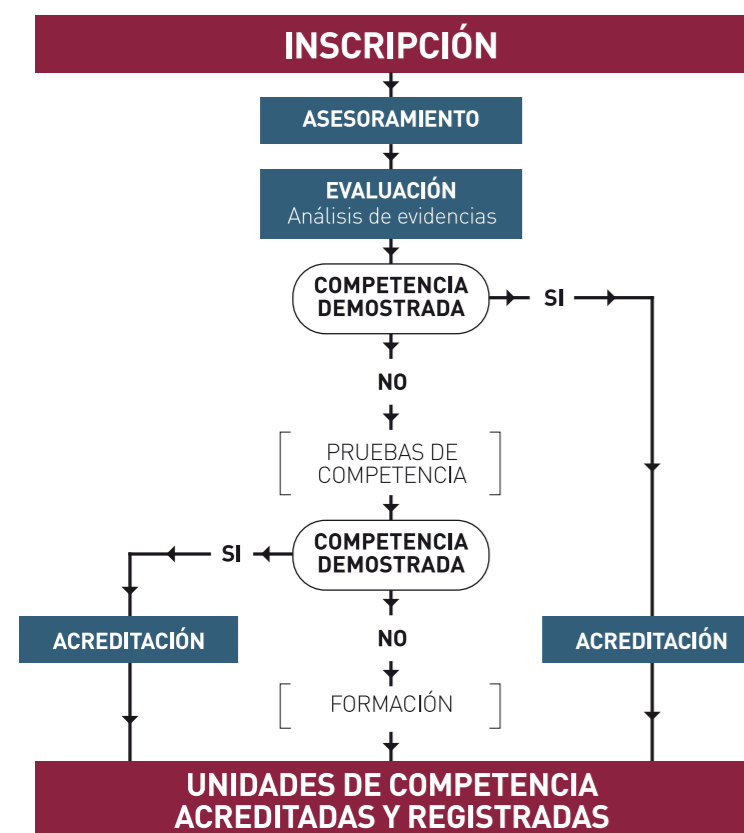 INSCRIPCIÓN
ASESORAMIENTO
EVALUACIÓN
Análisis de evidencias
COMPETENCIA
DEMOSTRADA
SI
NO
PRUEBAS DE
COMPETENCIA
COMPETENCIA
DEMOSTRADA
SI
ACREDITACIÓN
NO
ACREDITACIÓN
FORMACIÓN
UNIDADES DE COMPETENCIA
ACREDITADAS Y REGISTRADAS